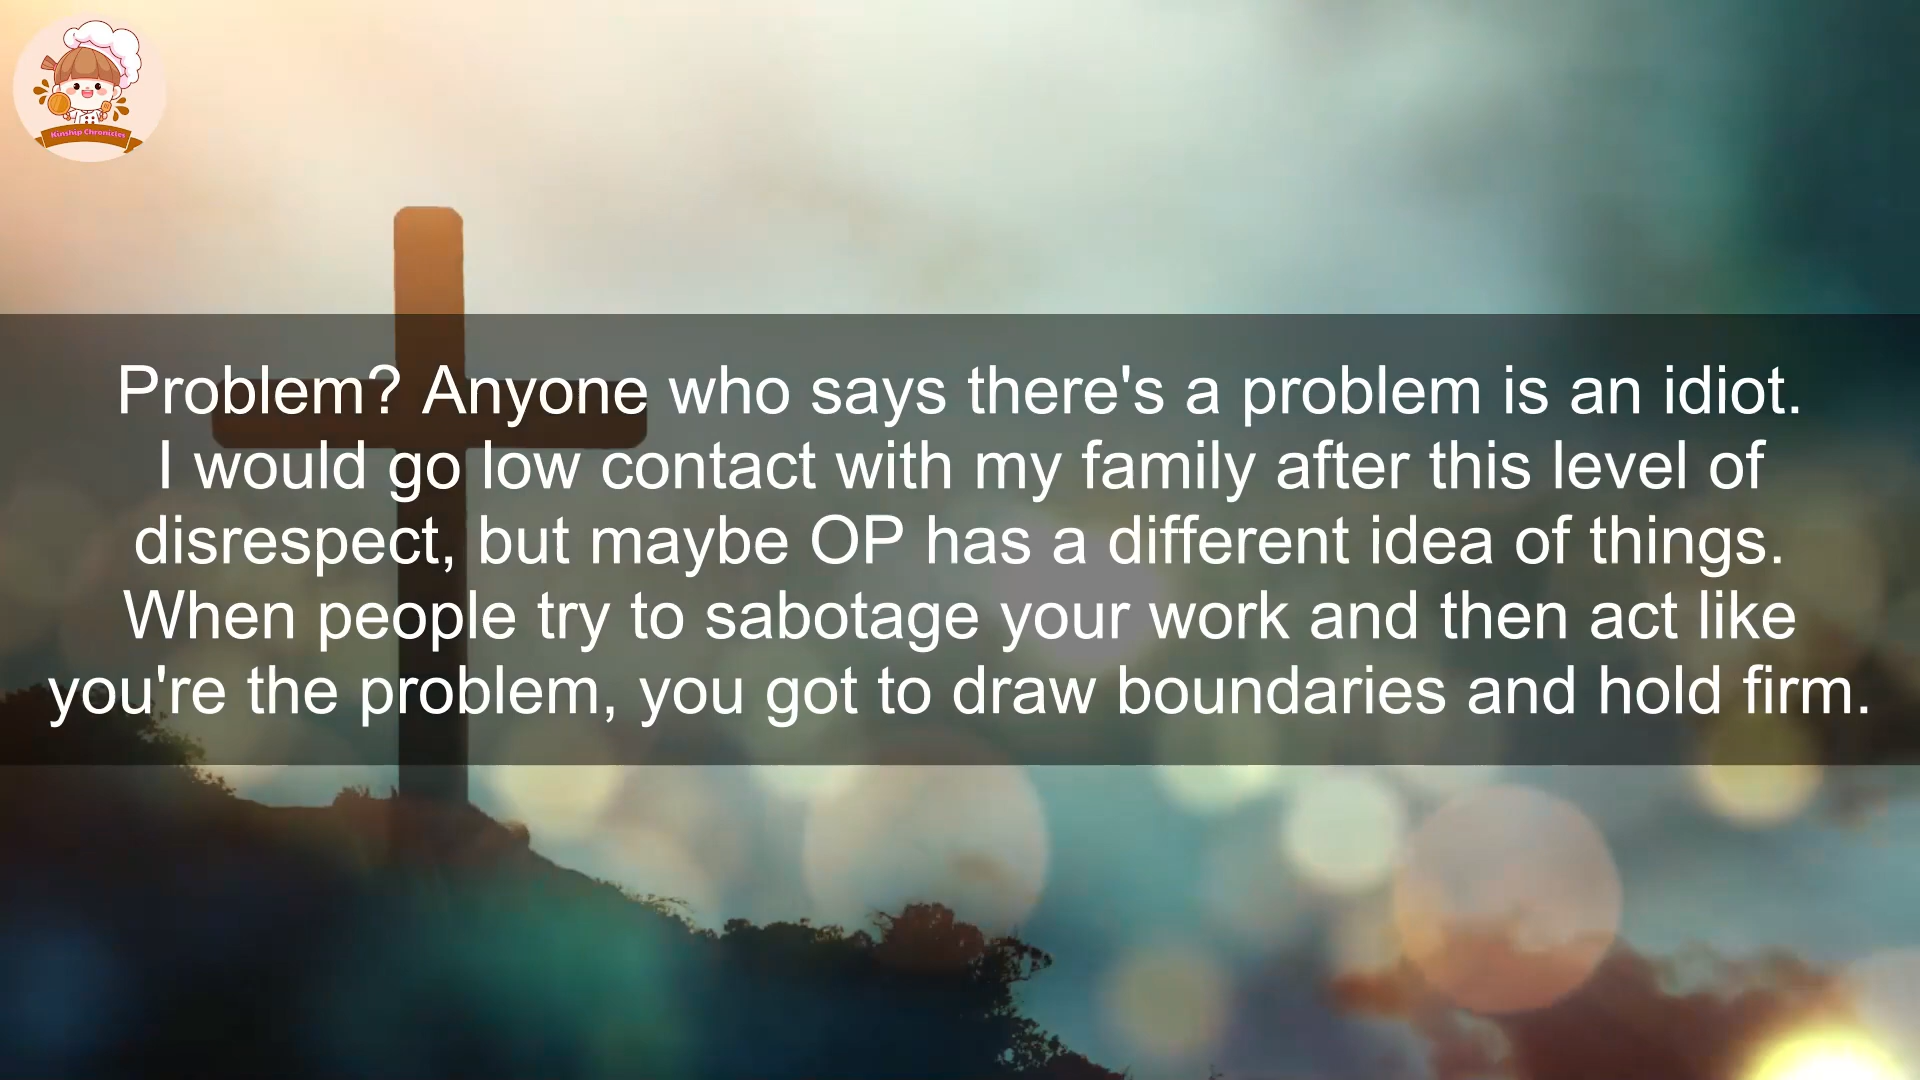 Kinship Chronicles
Problem? Anyone who says there's a problem is an idiot.
I would go low contact with my family after this level of
disrespect, but maybe OP has a different idea of things.
When people try to sabotage your work and then act like
you're the problem, you got to draw boundaries and hold firm.